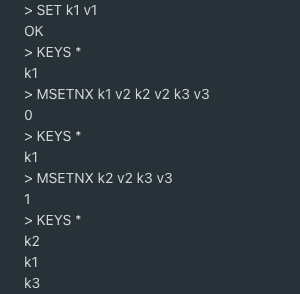 > SET k1 v1
OK
> KEYS *
k1
> MSETNX k1 v2 k2 v2 k3 v3
0
> KEYS *
k1
> MSETNX k2 v2 k3 v3
1
> KEYS *
k2
k1
k3